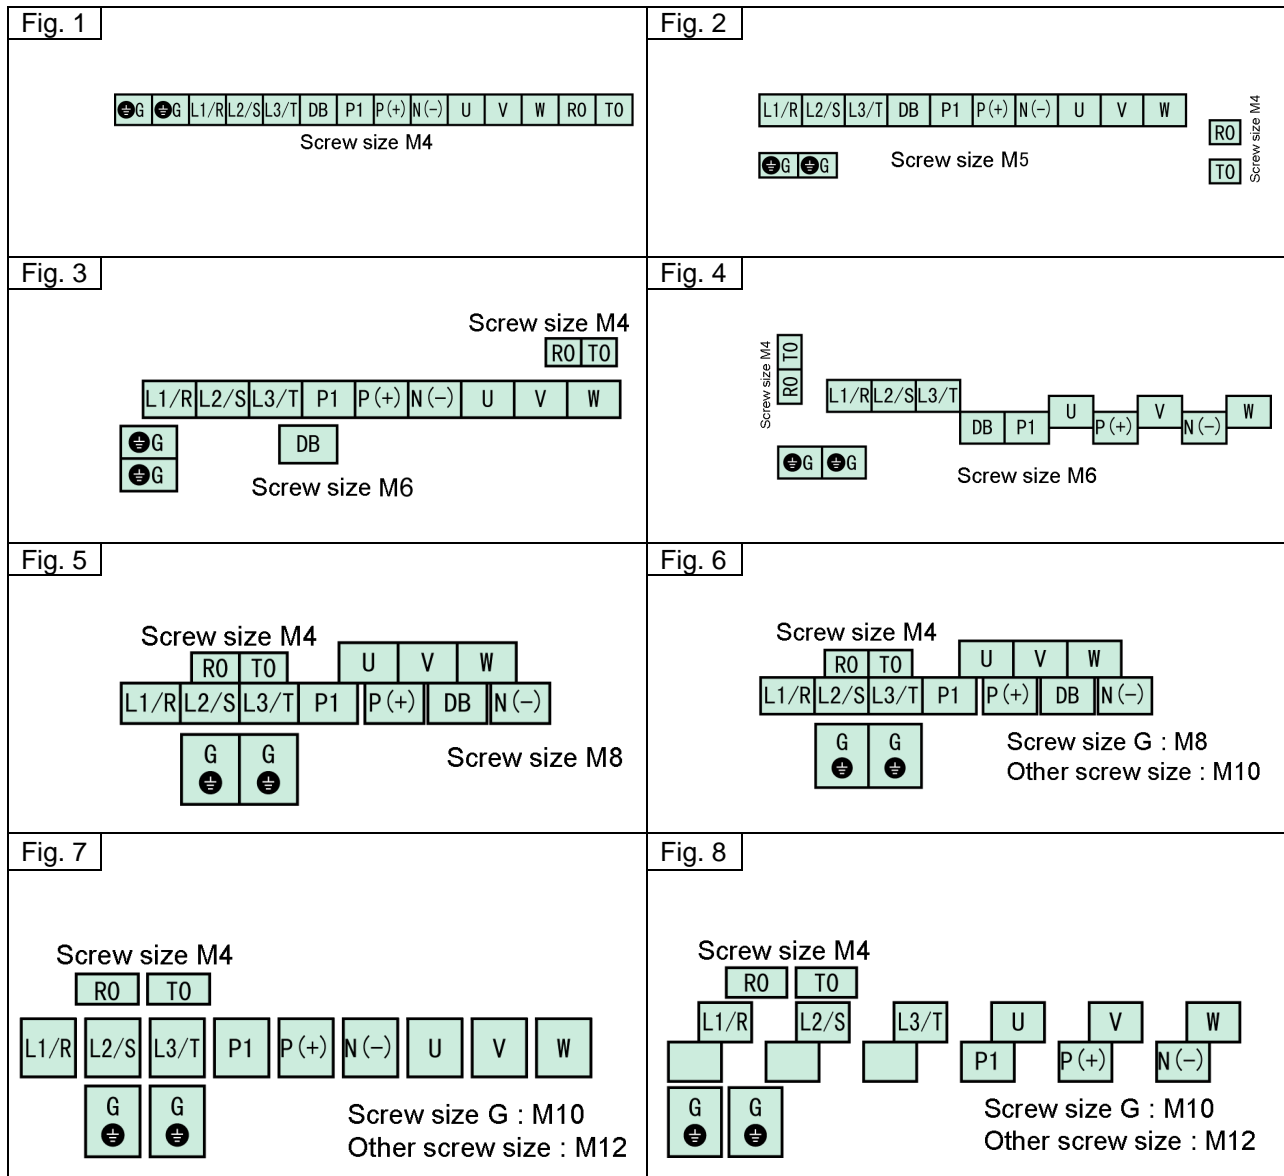 Fig. 1
G G L1/R L2/S L3/T DB P1 P(+) N(-) U V W R0 T0
Screw size M4
Fig. 2
L1/R L2/S L3/T DB P1 P(+) N(-) U V W
R0
T0
Screw size M4
G G
Screw size M5
Fig. 3
Screw size M4
R0 T0
L1/R L2/S L3/T P1 P(+) N(-) U V W
G
G
DB
Screw size M6
Fig. 4
Screw size M4
R0 T0
L1/R L2/S L3/T
DB P1 U P(+) V N(-) W
G G
Screw size M6
Fig. 5
Screw size M4
R0 T0 U V W
L1/R L2/S L3/T P1 P(+) DB N(-)
G G
Screw size M8
Fig. 6
Screw size M4
R0 T0 U V W
L1/R L2/S L3/T P1 P(+) DB N(-)
G G
Screw size G : M8
Other screw size : M10
Fig. 7
Screw size M4
R0 T0
L1/R L2/S L3/T P1 P(+) N(-) U V W
G G
Screw size G : M10
Other screw size : M12
Fig. 8
Screw size M4
R0 T0
L1/R L2/S L3/T U V W
P1 P(+) N(-)
G G
Screw size G : M10
Other screw size : M12